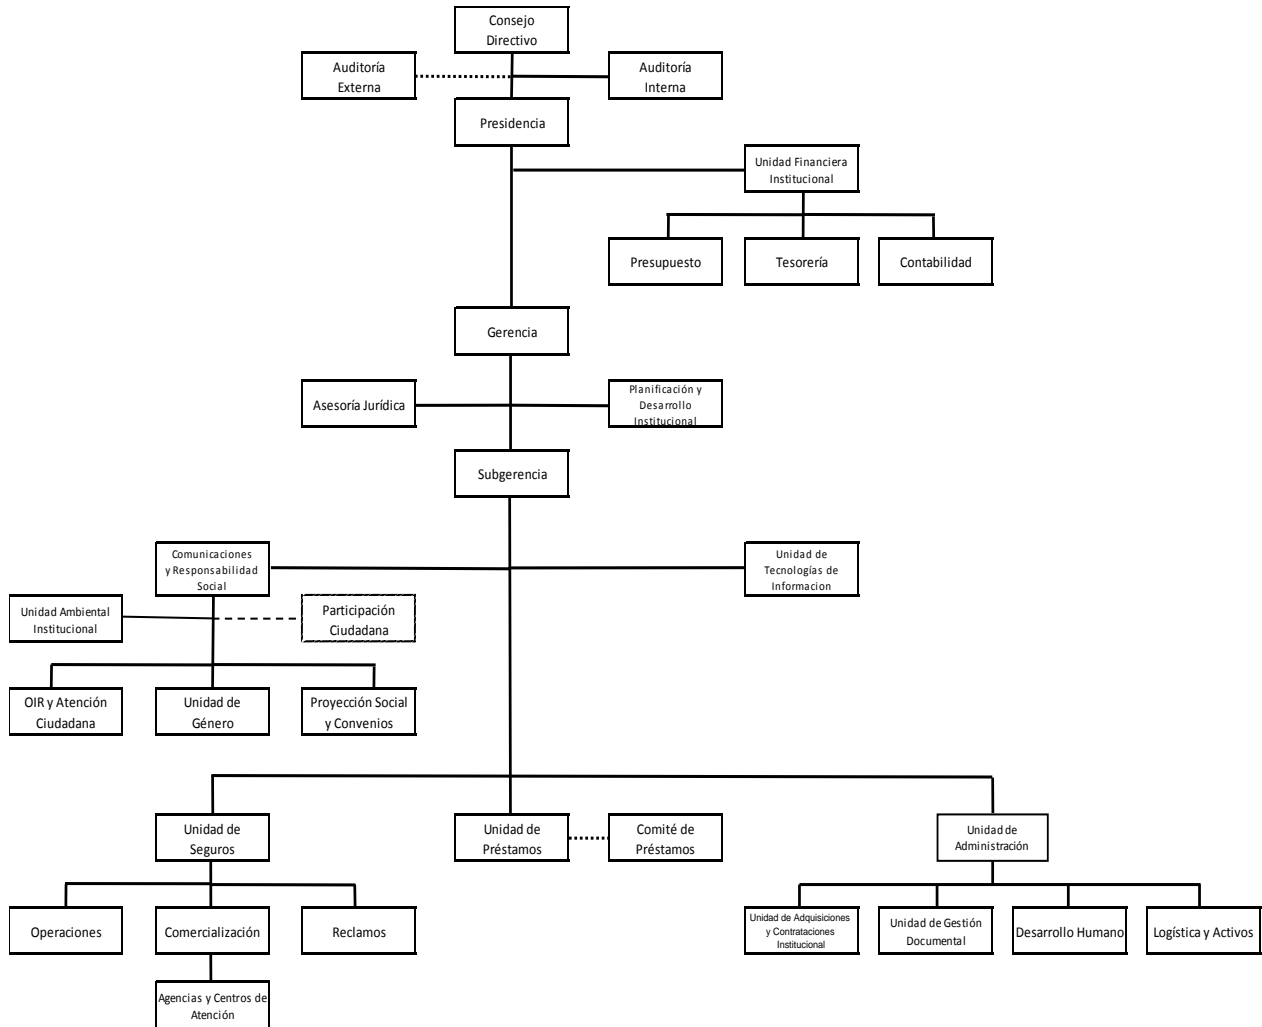 Consejo
Directivo
Auditoría
Externa
Auditoría
Interna
Presidencia
Unidad Financiera
Institucional
Presupuesto
Tesorería
Contabilidad
Gerencia
Asesoría Jurídica
Planificación y
Desarrollo
Institucional
Subgerencia
Comunicaciones
y Responsabilidad
Social
Unidad de
Tecnologías de
Informacion
Unidad Ambiental
Institucional
Participación
Ciudadana
OIR y Atención
Ciudadana
Unidad de
Género
Proyección Social
y Convenios
Unidad de
Seguros
Unidad de
Préstamos
Comité de
Préstamos
Unidad de
Administración
Operaciones
Comercialización
Reclamos
Unidad de Adquisiciones
y Contrataciones
Institucional
Unidad de Gestión
Documental
Desarrollo Humano
Logística y Activos
Agencias y Centros de
Atención